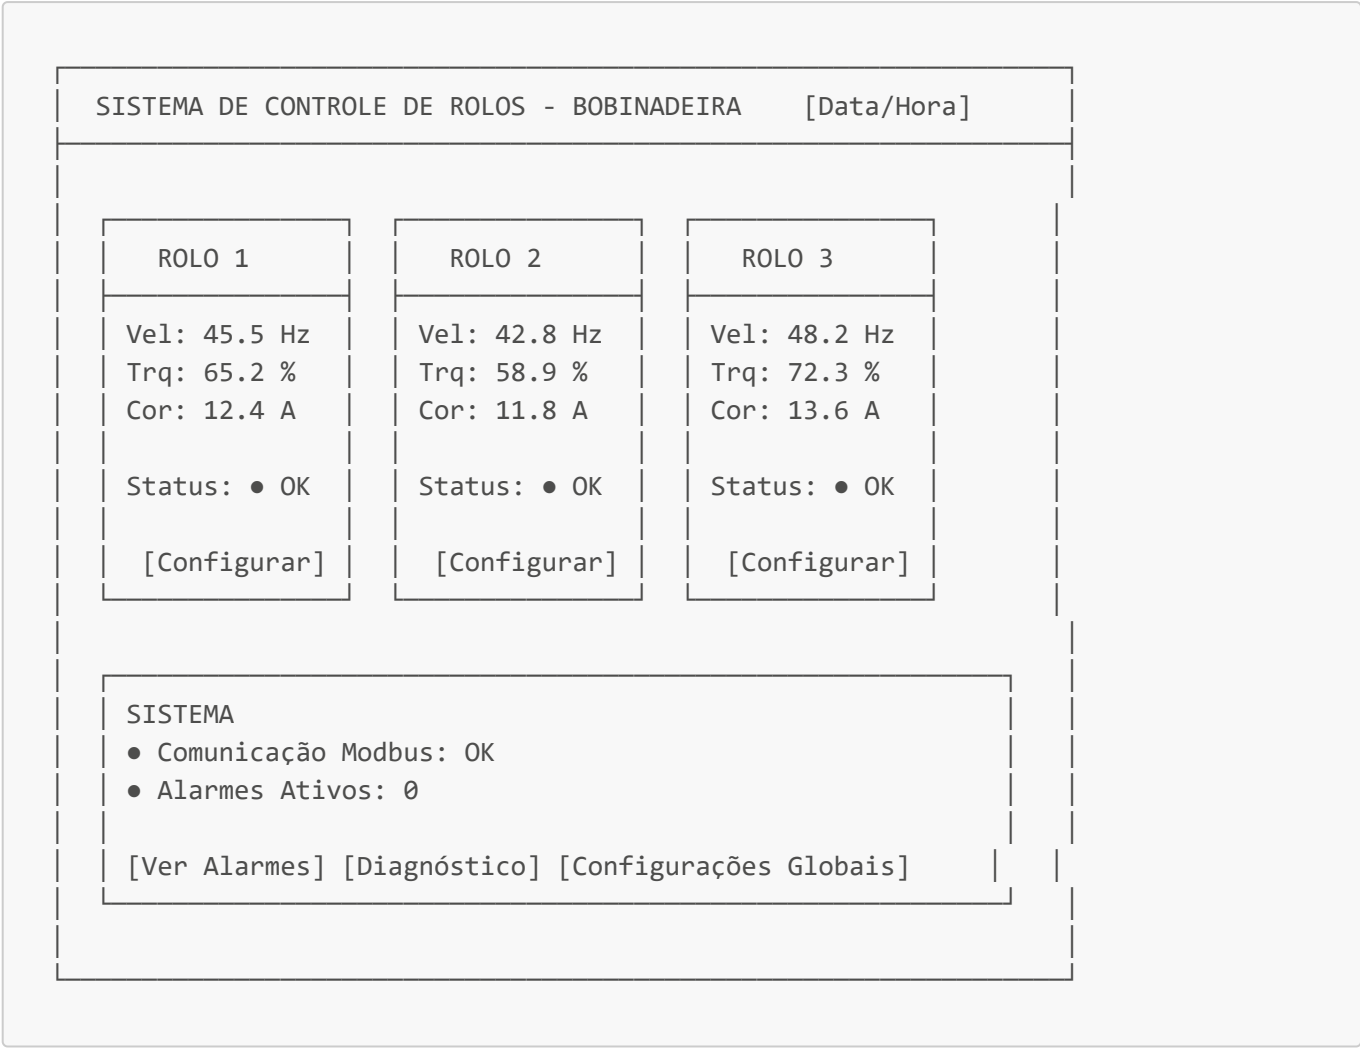 SISTEMA DE CONTROLE DE ROLOS - BOBINADEIRA [Data/Hora]
ROLO 1 ROLO 2 ROLO 3
Vel: 45.5 Hz Vel: 42.8 Hz Vel: 48.2 Hz
Trq: 65.2 % Trq: 58.9 % Trq: 72.3 %
Cor: 12.4 A Cor: 11.8 A Cor: 13.6 A
Status: ● OK Status: ● OK Status: ● OK
[Configurar] [Configurar] [Configurar]
SISTEMA
● Comunicação Modbus: OK
● Alarmes Ativos: 0
[Ver Alarmes] [Diagnóstico] [Configurações Globais]